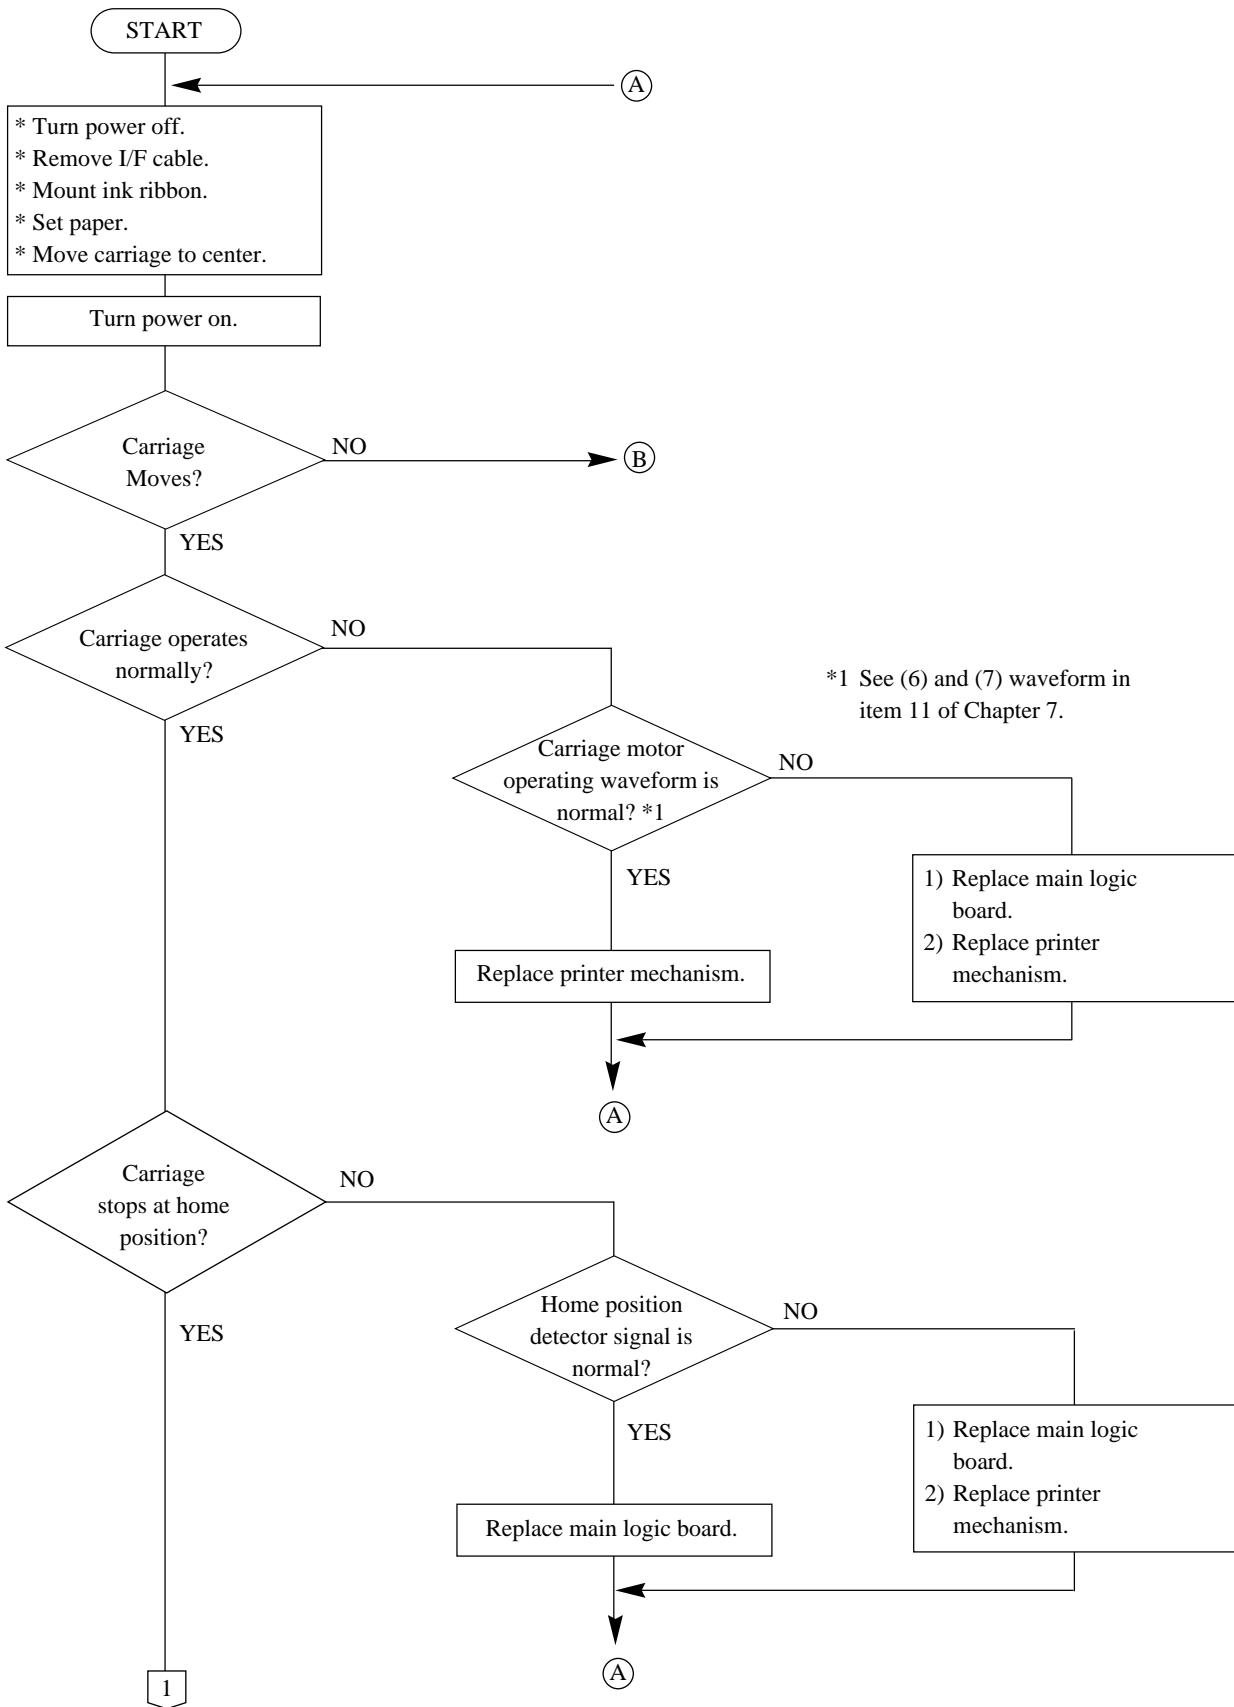 START
A
* Turn power off.
* Remove I/F cable.
* Mount ink ribbon.
* Set paper.
* Move carriage to center.
Turn power on.
Carriage
Moves?
NO
B
YES
Carriage operates
normally?
NO
YES
*1 See (6) and (7) waveform in
item 11 of Chapter 7.
Carriage motor
operating waveform is
normal? *1
NO
YES
1) Replace main logic
board.
2) Replace printer
mechanism.
Replace printer mechanism.
A
Carriage
stops at home
position?
NO
YES
Home position
detector signal is
normal?
NO
YES
1) Replace main logic
board.
2) Replace printer
mechanism.
Replace main logic board.
A
1